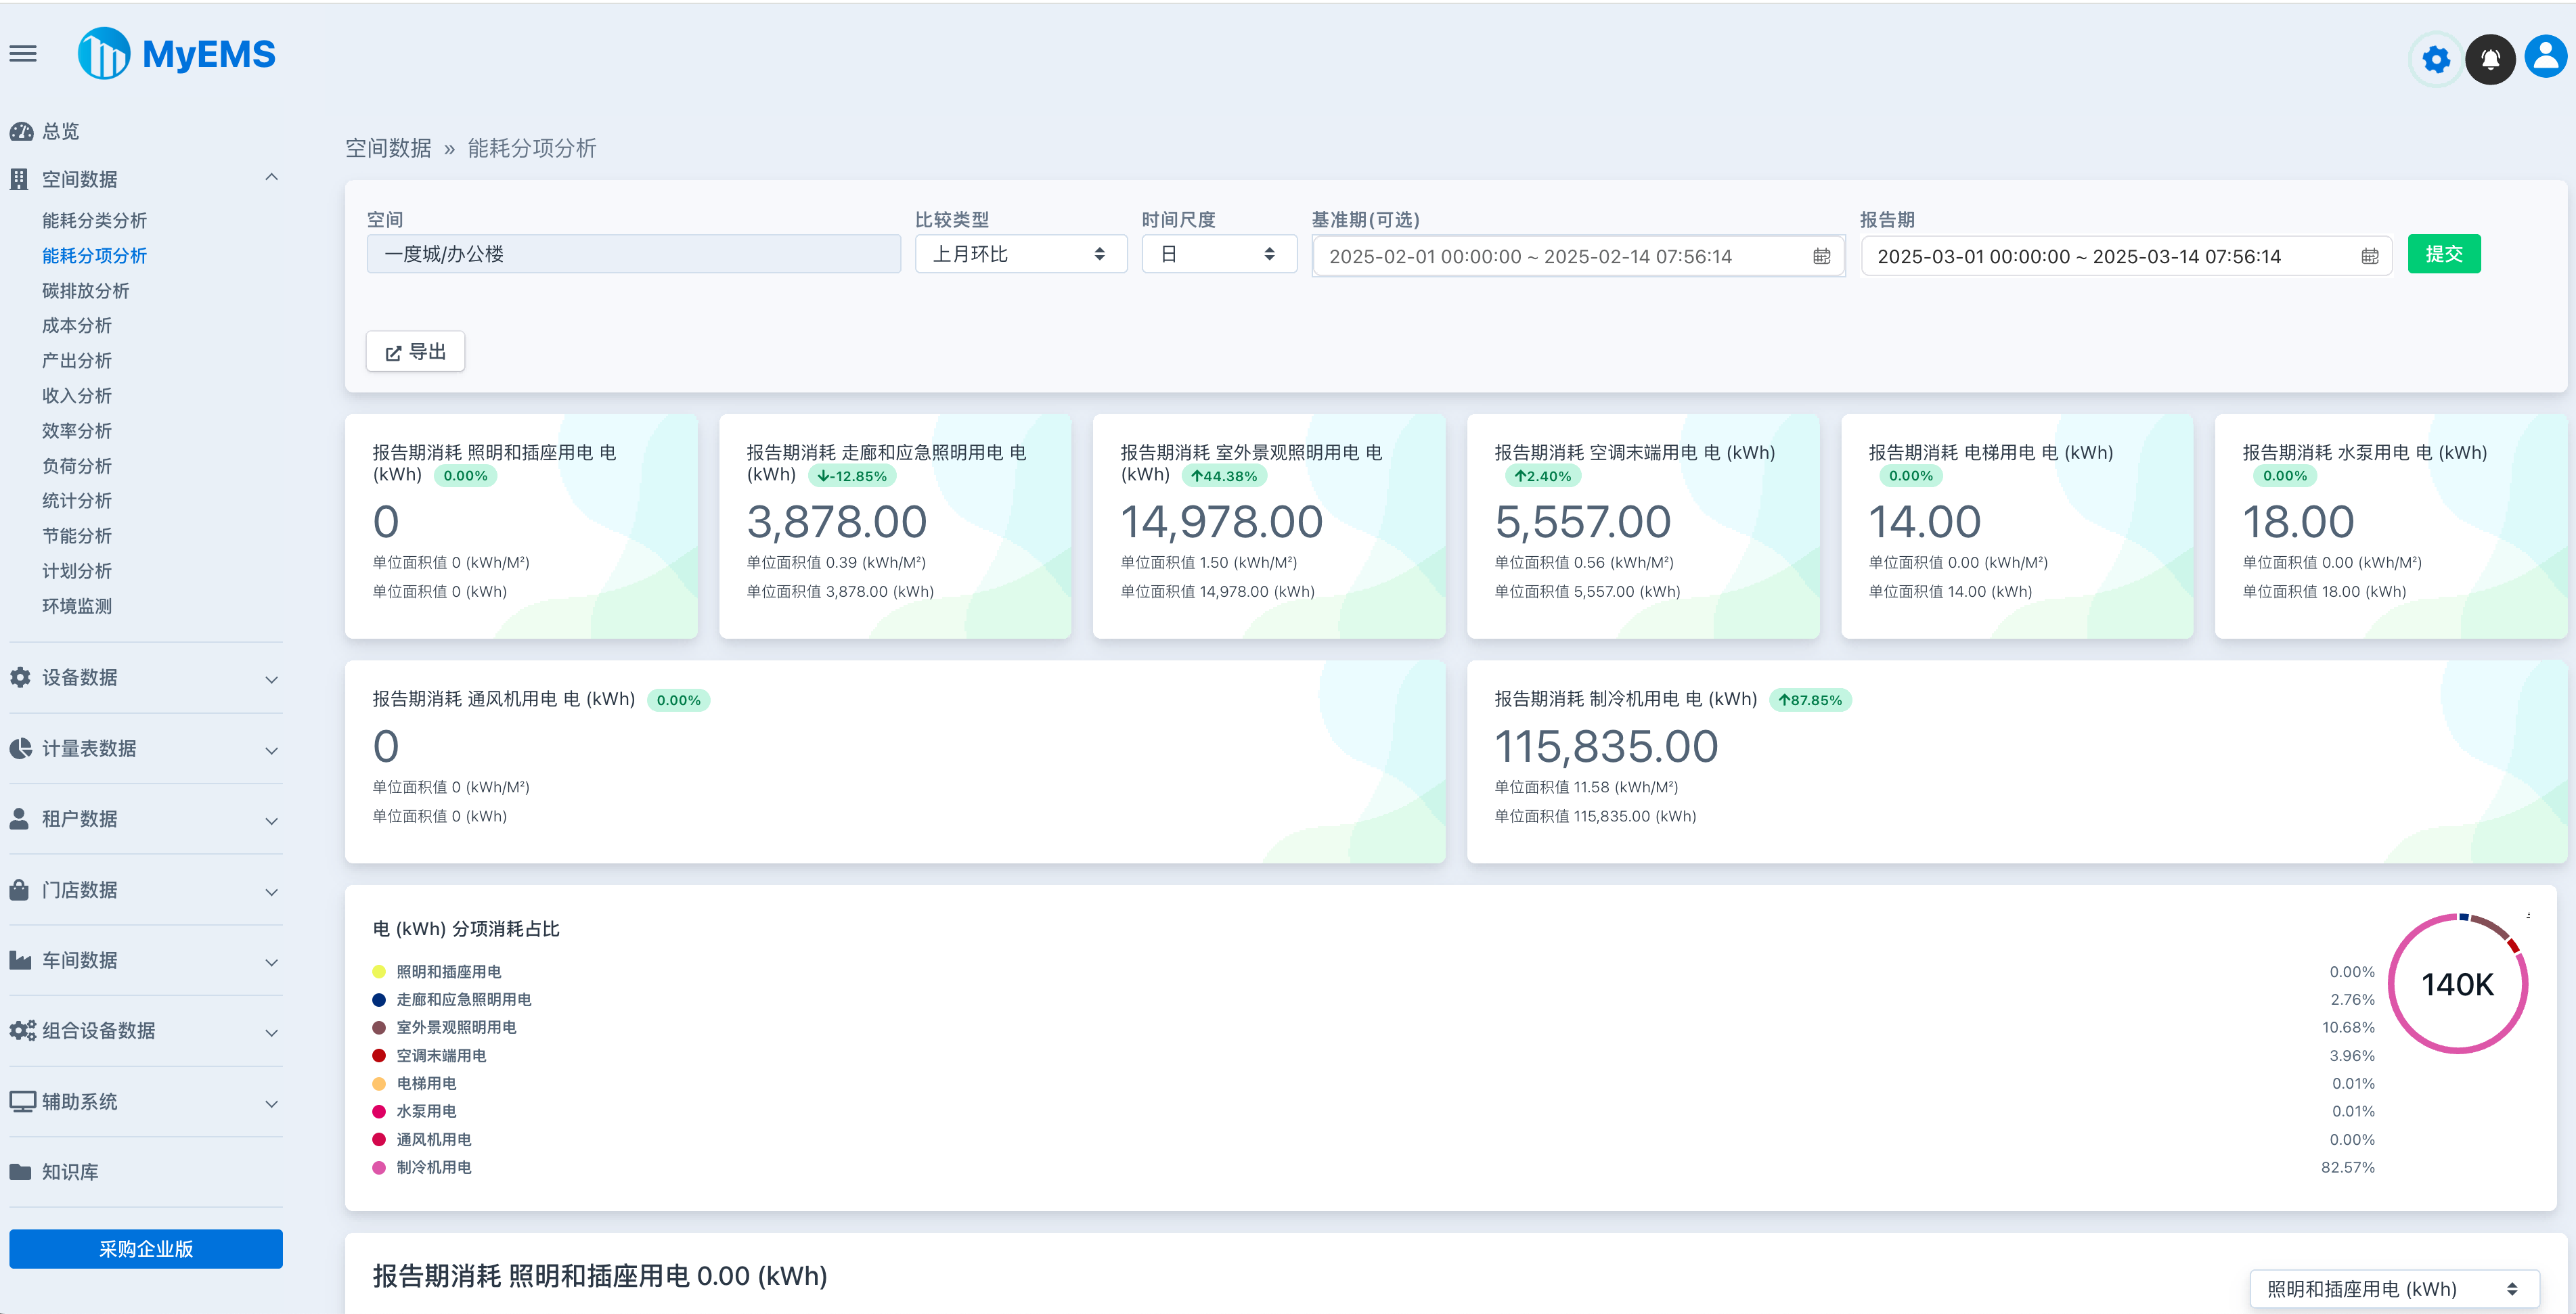 MyEMS
总览
空间数据
能耗分类分析
能耗分项分析
碳排放分析
成本分析
产出分析
收入分析
效率分析
负荷分析
统计分析
节能分析
计划分析
环境监测
设备数据
计量表数据
租户数据
门店数据
车间数据
组合设备数据
辅助系统
知识库
采购企业版
空间数据 » 能耗分项分析
空间
一度城/办公楼
比较类型
上月环比
时间尺度
日
基准期(可选)
2025-02-01 00:00:00 ~ 2025-02-14 07:56:14
报告期
2025-03-01 00:00:00 ~ 2025-03-14 07:56:14
提交
导出
报告期消耗 照明和插座用电 电
(kWh) 0.00%
0
单位面积值 0 (kWh/M²)
单位面积值 0 (kWh)
报告期消耗 走廊和应急照明用电 电
(kWh) -12.85%
3,878.00
单位面积值 0.39 (kWh/M²)
单位面积值 3,878.00 (kWh)
报告期消耗 室外景观照明用电 电
(kWh) 44.38%
14,978.00
单位面积值 1.50 (kWh/M²)
单位面积值 14,978.00 (kWh)
报告期消耗 空调末端用电 电 (kWh)
2.40%
5,557.00
单位面积值 0.56 (kWh/M²)
单位面积值 5,557.00 (kWh)
报告期消耗 电梯用电 电 (kWh)
0.00%
14.00
单位面积值 0.00 (kWh/M²)
单位面积值 14.00 (kWh)
报告期消耗 水泵用电 电 (kWh)
0.00%
18.00
单位面积值 0.00 (kWh/M²)
单位面积值 18.00 (kWh)
报告期消耗 通风机用电 电 (kWh) 0.00%
0
单位面积值 0 (kWh/M²)
单位面积值 0 (kWh)
报告期消耗 制冷机用电 电 (kWh) 87.85%
115,835.00
单位面积值 11.58 (kWh/M²)
单位面积值 115,835.00 (kWh)
电 (kWh) 分项消耗占比
照明和插座用电 0.00%
走廊和应急照明用电 2.76%
室外景观照明用电 10.68%
空调末端用电 3.96%
电梯用电 0.01%
水泵用电 0.01%
通风机用电 0.00%
制冷机用电 82.57%
140K
报告期消耗 照明和插座用电 0.00 (kWh)
照明和插座用电 (kWh)